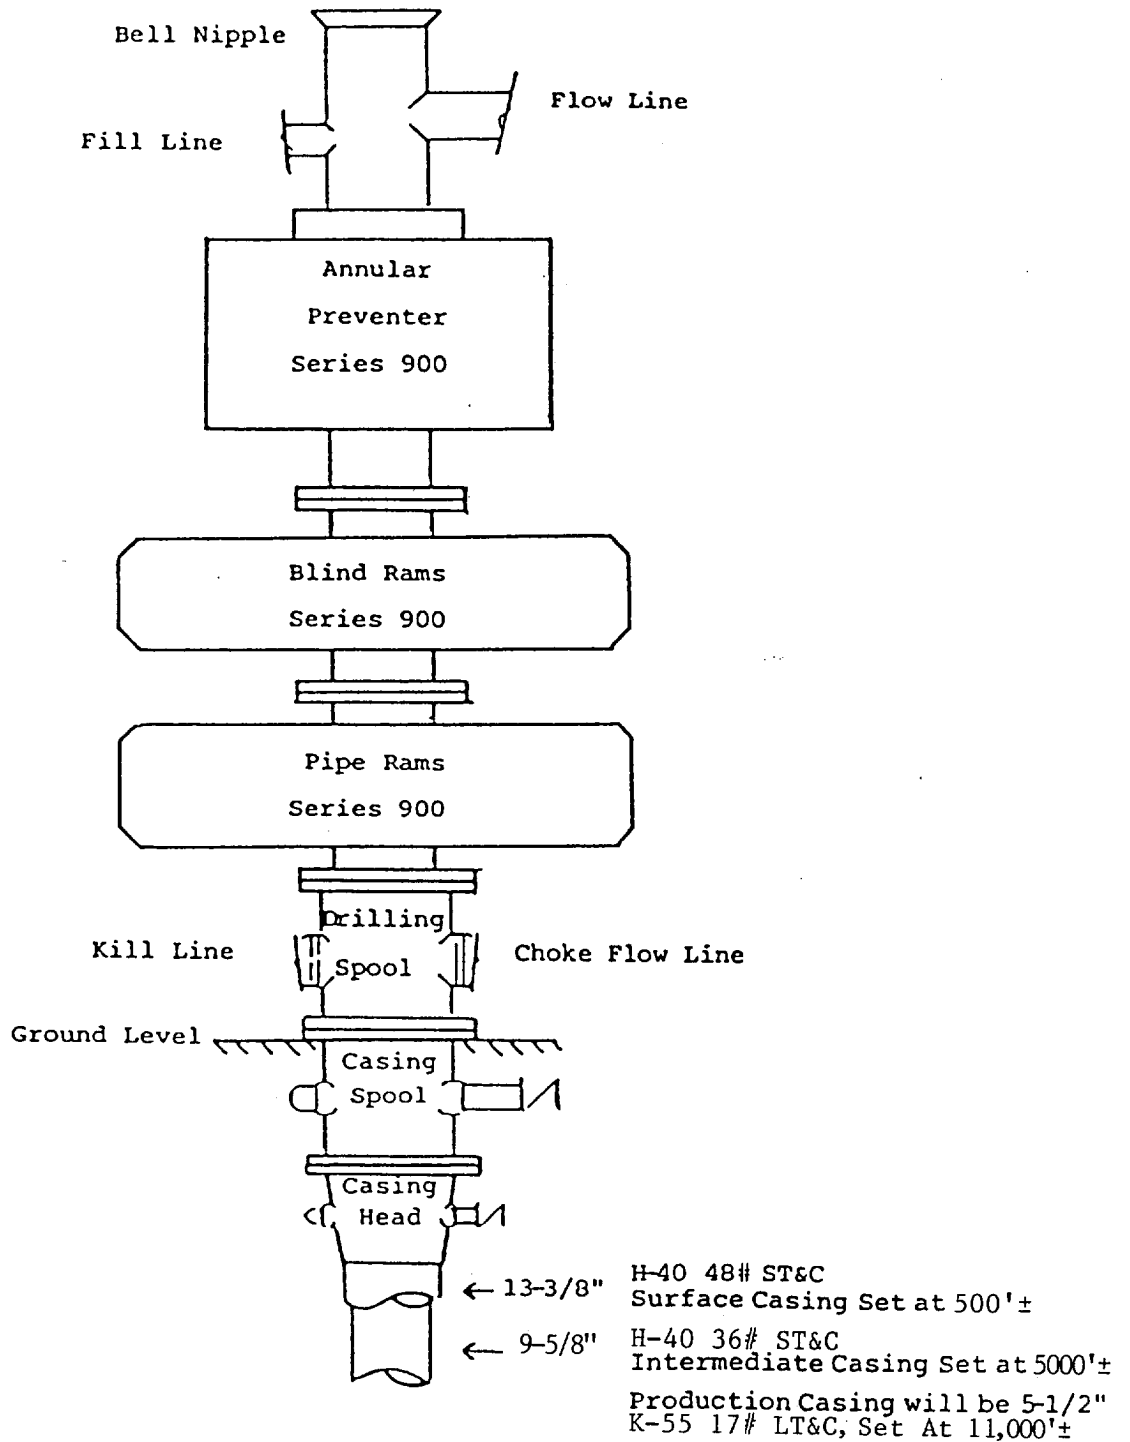 Bell Nipple
Flow Line
Fill Line
Annular
Preventer
Series 900
Blind Rams
Series 900
Pipe Rams
Series 900
Drilling
Kill Line
Choke Flow Line
Spool
Ground Level
Casing
Spool
Casing
Head
← 13-3/8" H-40 48# ST&C
Surface Casing Set at 500'±
← 9-5/8" H-40 36# ST&C
Intermediate Casing Set at 5000'±
Production Casing will be 5-1/2"
K-55 17# LT&C, Set At 11,000'±